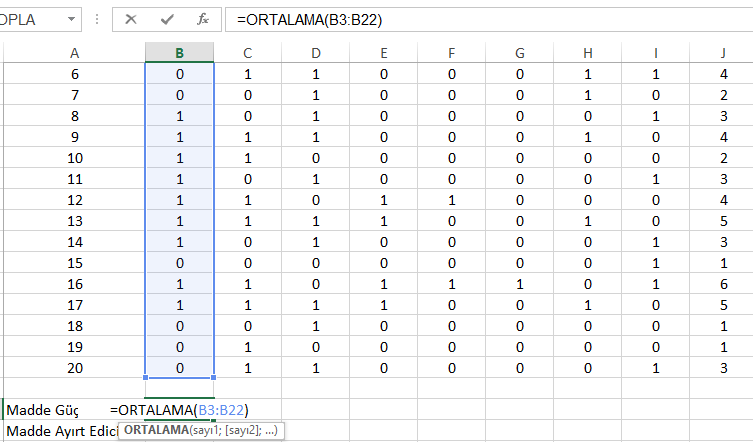 OPLA =ORTALAMA(B3:B22)
A B C D E F G H I J
6 0 1 1 0 0 0 1 1 4
7 0 0 1 0 0 0 1 0 2
8 1 0 1 0 0 0 0 1 3
9 1 1 1 0 0 0 1 0 4
10 1 1 0 0 0 0 0 0 2
11 1 0 1 0 0 0 0 1 3
12 1 1 0 1 1 0 0 0 4
13 1 1 1 1 0 0 1 0 5
14 1 0 1 0 0 0 0 1 3
15 0 0 0 0 0 0 0 1 1
16 1 1 0 1 1 1 0 1 6
17 1 1 1 1 0 0 1 0 5
18 0 0 1 0 0 0 0 0 1
19 0 1 0 0 0 0 0 0 1
20 0 1 1 0 0 0 0 1 3
Madde Güç =ORTALAMA(B3:B22)
Madde Ayırt Edici ORTALAMA(sayı1; [sayı2]; ...)